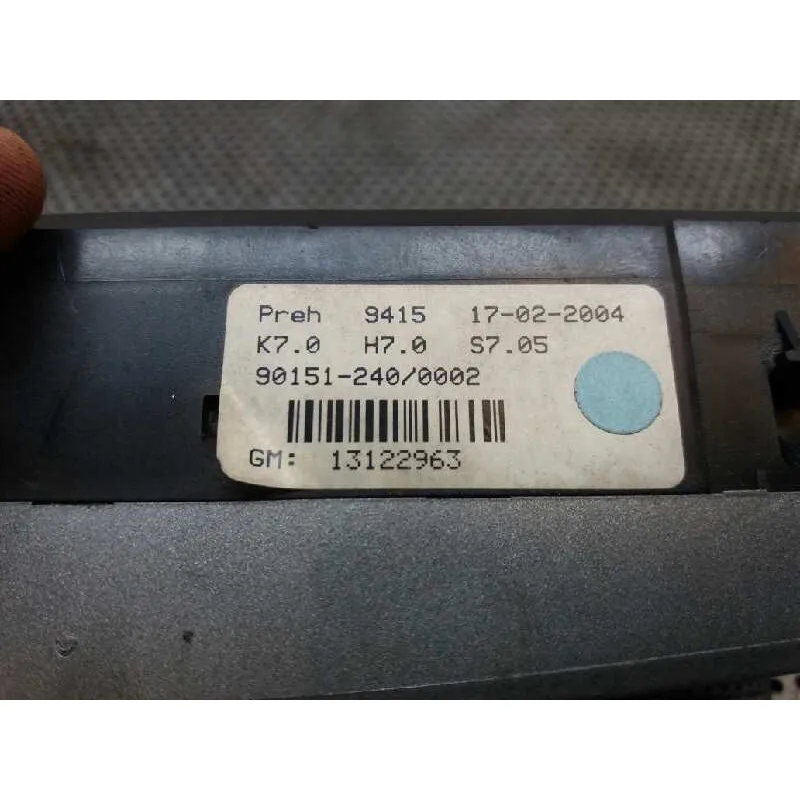 Preh 9415 17-02-2004
K7.0 H7.0 S7.05
90151-240/0002
GM: 13122963